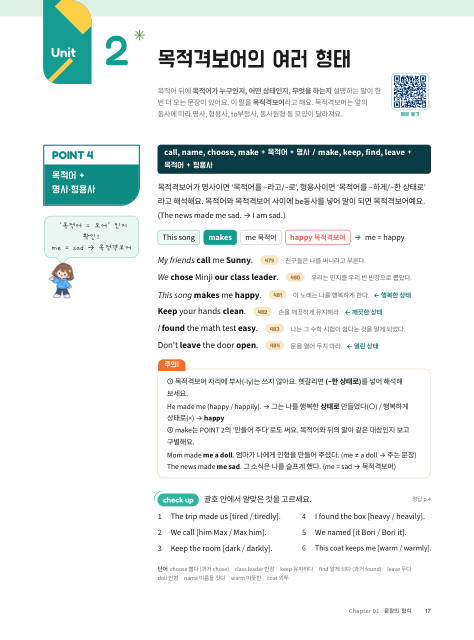 Unit 2
목적격보어의 여러 형태
목적어 뒤에 목적어가 누구인지, 어떤 상태인지, 무엇을 하는지 설명하는 말이 한
번 더 오는 문장이 있어요. 이 말을 목적격보어라고 해요. 목적격보어는 앞의
동사에 따라 명사, 형용사, to부정사, 동사원형 등 모양이 달라져요.
POINT 4
목적어 +
명사·형용사
'목적어 = 보어' 인지
확인!
me = sad → 목적격보어
call, name, choose, make + 목적어 + 명사 / make, keep, find, leave +
목적어 + 형용사
목적격보어가 명사이면 '목적어를 ~라고/~로', 형용사이면 '목적어를 ~하게/~한 상태로'
라고 해석해요. 목적어와 목적격보어 사이에 be동사를 넣어 말이 되면 목적격보어예요.
(The news made me sad. → I am sad.)
This song makes me 목적어 happy 목적격보어 → me = happy
My friends call me Sunny. 479 친구들은 나를 써니라고 부른다.
We chose Minji our class leader. 480 우리는 민지를 우리 반 반장으로 뽑았다.
This song makes me happy. 481 이 노래는 나를 행복하게 한다. ← 행복한 상태
Keep your hands clean. 482 손을 깨끗하게 유지해라. ← 깨끗한 상태
I found the math test easy. 483 나는 그 수학 시험이 쉽다는 것을 알게 되었다.
Don't leave the door open. 484 문을 열어 두지 마라. ← 열린 상태
주의!
① 목적격보어 자리에 부사(-ly)는 쓰지 않아요. 헷갈리면 (~한 상태로)를 넣어 해석해
보세요.
He made me (happy / happily). → 그는 나를 행복한 상태로 만들었다(O) / 행복하게
상태로(×) → happy
② make는 POINT 2의 '만들어 주다'로도 써요. 목적어와 뒤의 말이 같은 대상인지 보고
구별해요.
Mom made me a doll. 엄마가 나에게 인형을 만들어 주셨다. (me ≠ a doll → 주는 문장)
The news made me sad. 그 소식은 나를 슬프게 했다. (me = sad → 목적격보어)
check up 괄호 안에서 알맞은 것을 고르세요. 정답 p.4
1 The trip made us [tired / tiredly].
2 We call [him Max / Max him].
3 Keep the room [dark / darkly].
4 I found the box [heavy / heavily].
5 We named [it Bori / Bori it].
6 This coat keeps me [warm / warmly].
단어 choose 뽑다 (과거 chose) class leader 반장 keep 유지하다 find 알게 되다 (과거 found) leave 두다
doll 인형 name 이름을 짓다 warm 따뜻한 coat 외투
Chapter 01 문장의 형식 17